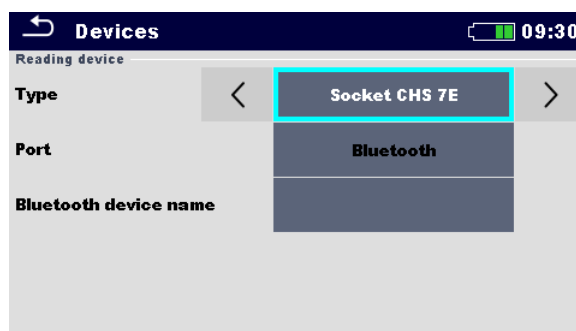 Devices 09:30
Reading device
Type Socket CHS 7E
Port Bluetooth
Bluetooth device name